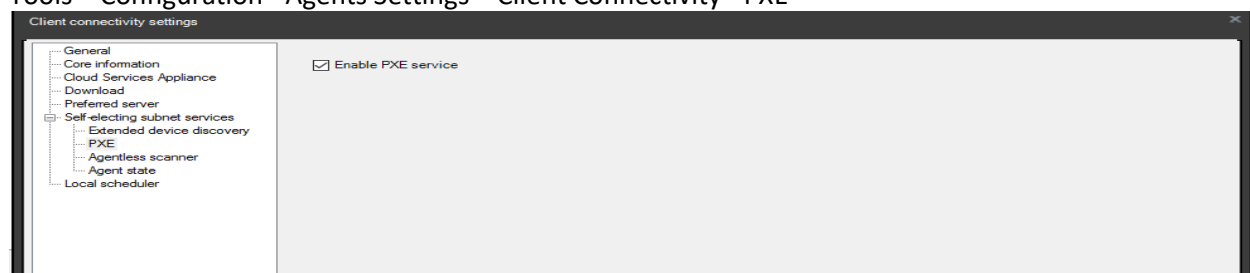 Tools – Configuration - Agents Settings – Client Connectivity - PXE
Client connectivity settings
General
Core information
Cloud Services Appliance
Download
Preferred server
Self-electing subnet services
Extended device discovery
PXE
Agentless scanner
Agent state
Local scheduler
Enable PXE service